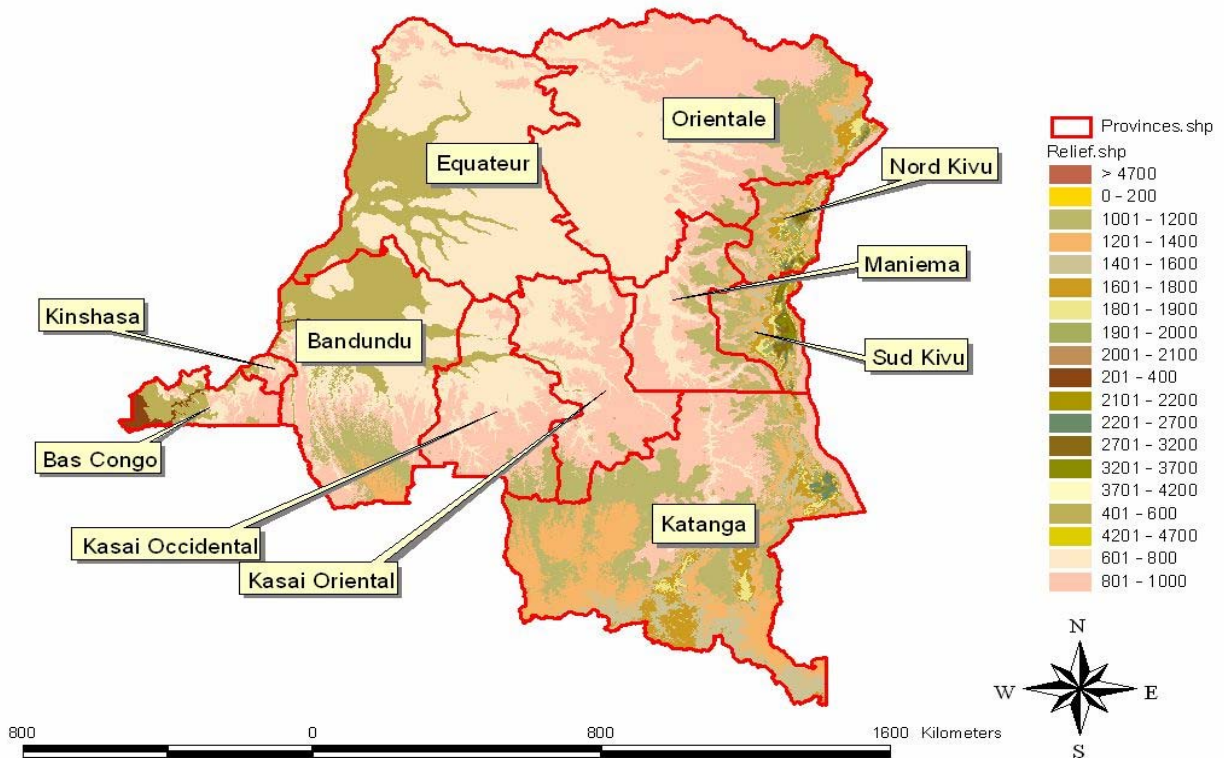 Orientale
Equateur
Nord Kivu
Maniema
Kinshasa
Bandundu
Sud Kivu
Bas Congo
Kasai Occidental
Katanga
Kasai Oriental
Provinces.shp
Relief.shp
> 4700
0 - 200
1001 - 1200
1201 - 1400
1401 - 1600
1601 - 1800
1801 - 1900
1901 - 2000
2001 - 2100
201 - 400
2101 - 2200
2201 - 2700
2701 - 3200
3201 - 3700
3701 - 4200
401 - 600
4201 - 4700
601 - 800
801 - 1000
N
W E
S
800 0 800 1600 Kilometers